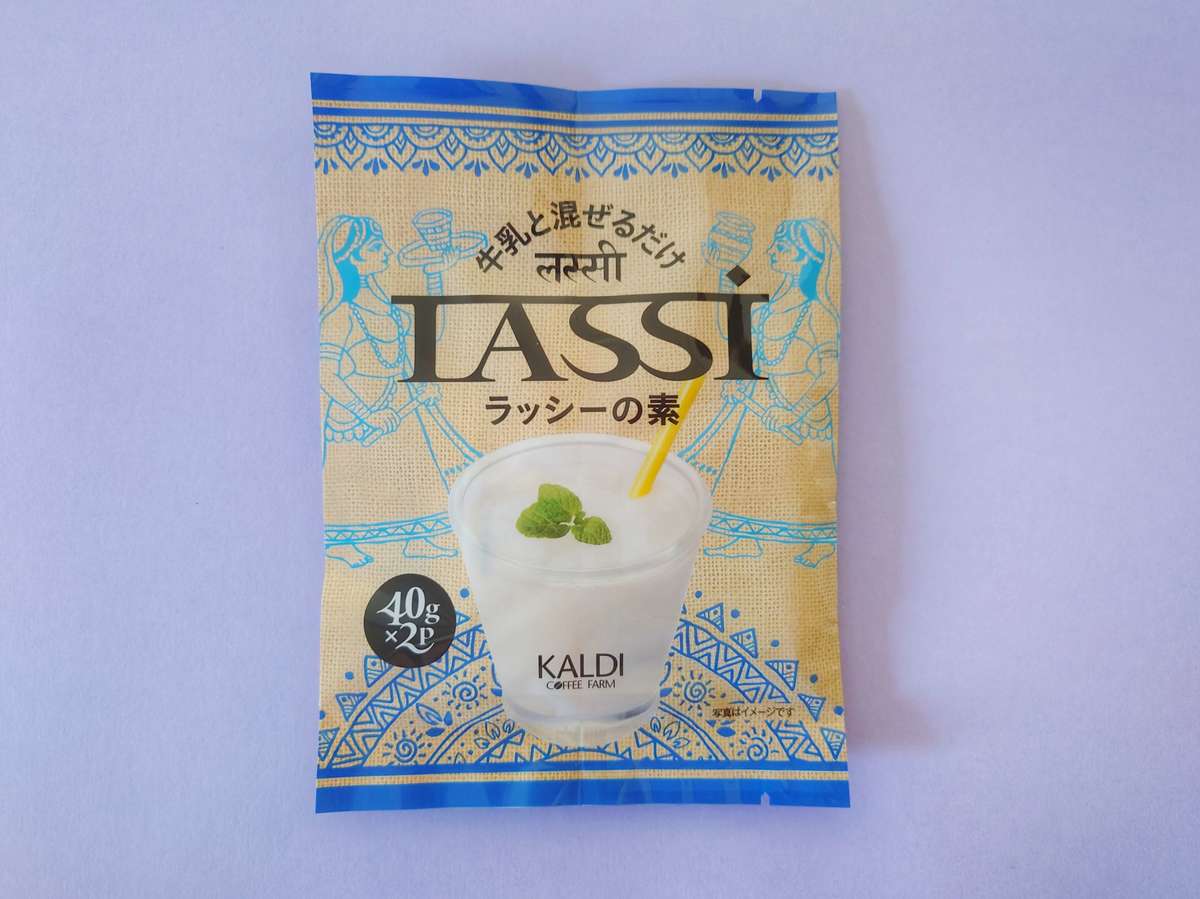 牛乳と混ぜるだけ
लस्सी
LASSi
ラッシーの素
40g
×2p
KALDI
COFFEE FARM
写真はイメージです